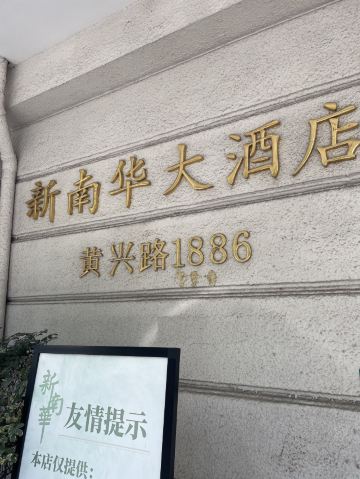 新南华大酒店
黄兴路1886
新南華
友情提示
本店仅提供：